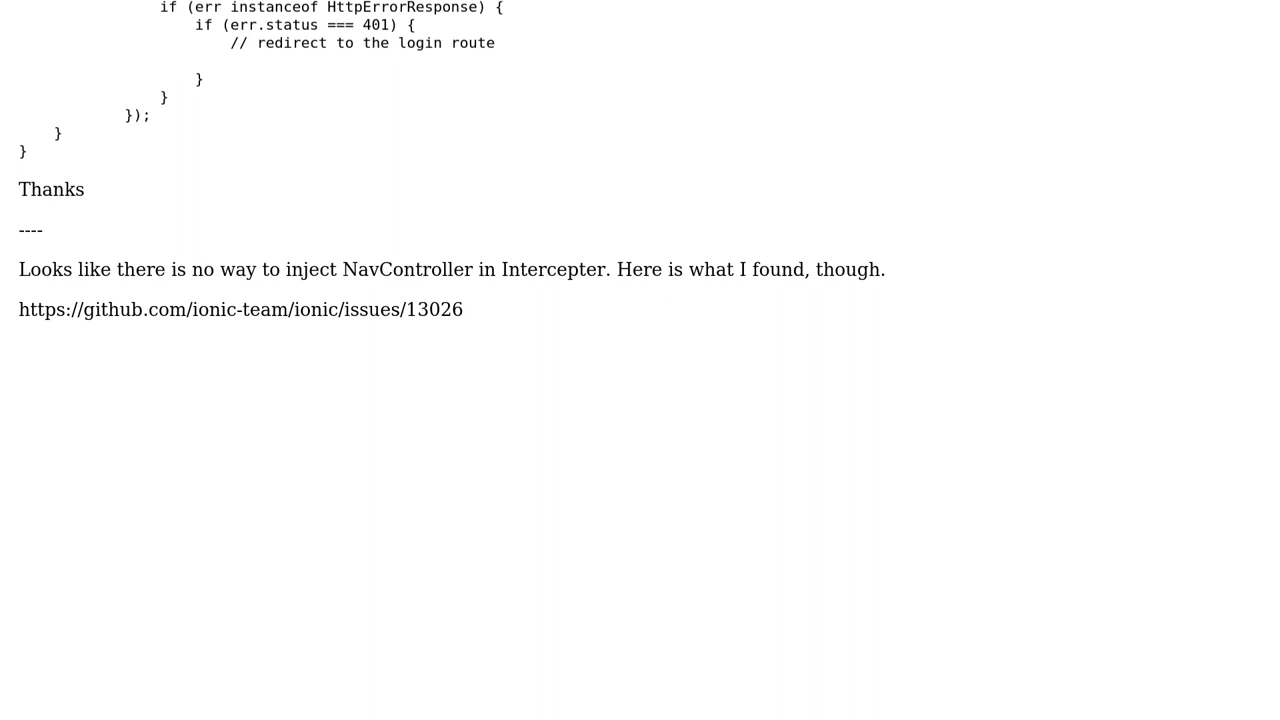 if (err instanceof HttpErrorResponse) {
if (err.status === 401) {
// redirect to the login route
}
}
});
}
}
Thanks
----
Looks like there is no way to inject NavController in Intercepter. Here is what I found, though.
https://github.com/ionic-team/ionic/issues/13026